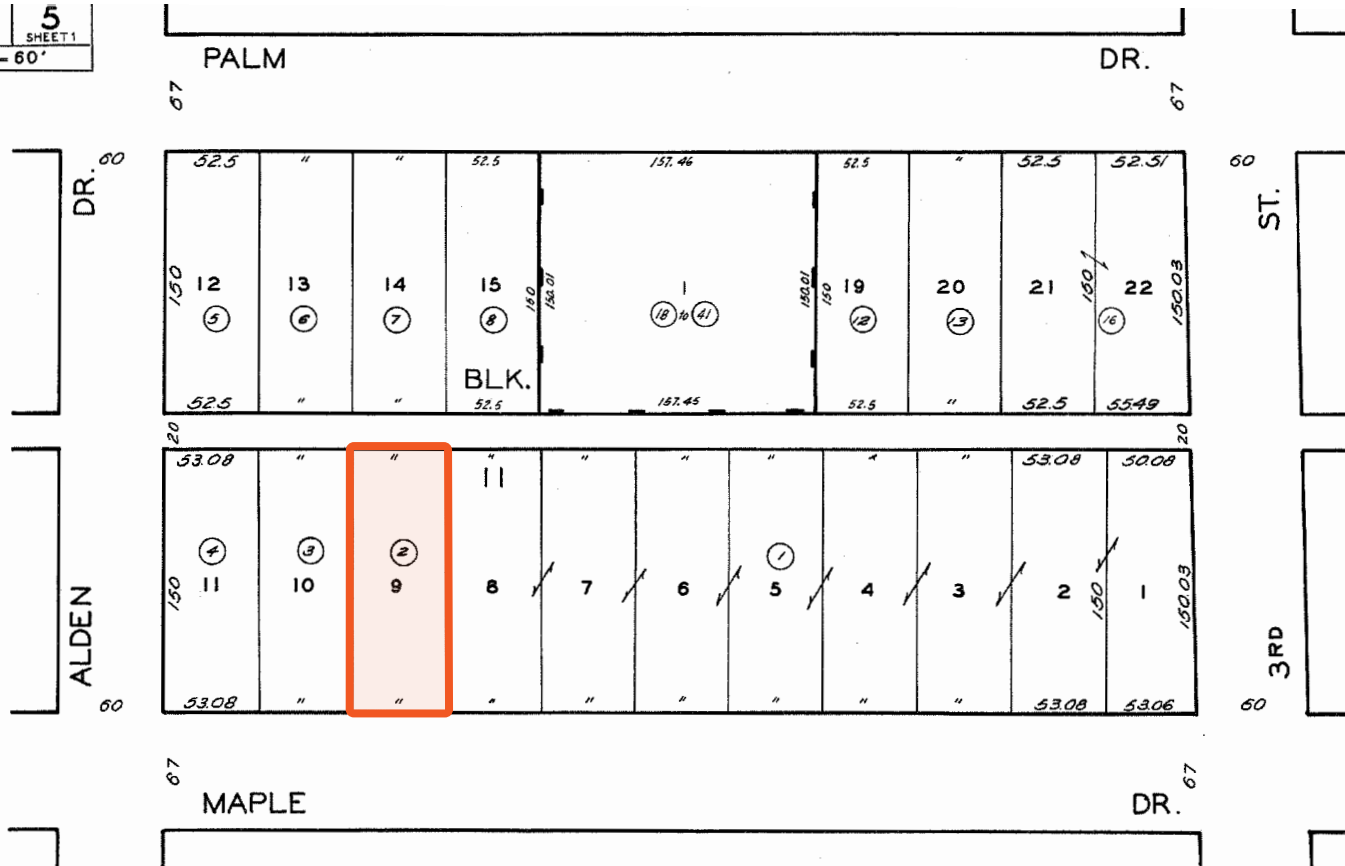 5
SHEET 1
- 60'
PALM DR.
67 67
60 52.5 " " 52.5 157.46 52.5 " 52.5 52.51 60
DR. ST.
150 12 13 14 15 150 150.01 1 150.01 150 19 20 21 150 22 150.03
5 6 7 8 18 to 41 12 13 16
BLK.
52.5 " " 52.5 157.45 52.5 " 52.5 55.49
20 20
53.08 " " " " " " " " 53.08 50.08
11
4 3 2 1
150 11 10 9 8 7 6 5 4 3 2 150 1 150.03
ALDEN 3RD
60 53.08 " " " " " " " " 53.08 53.06 60
67 67
MAPLE DR.